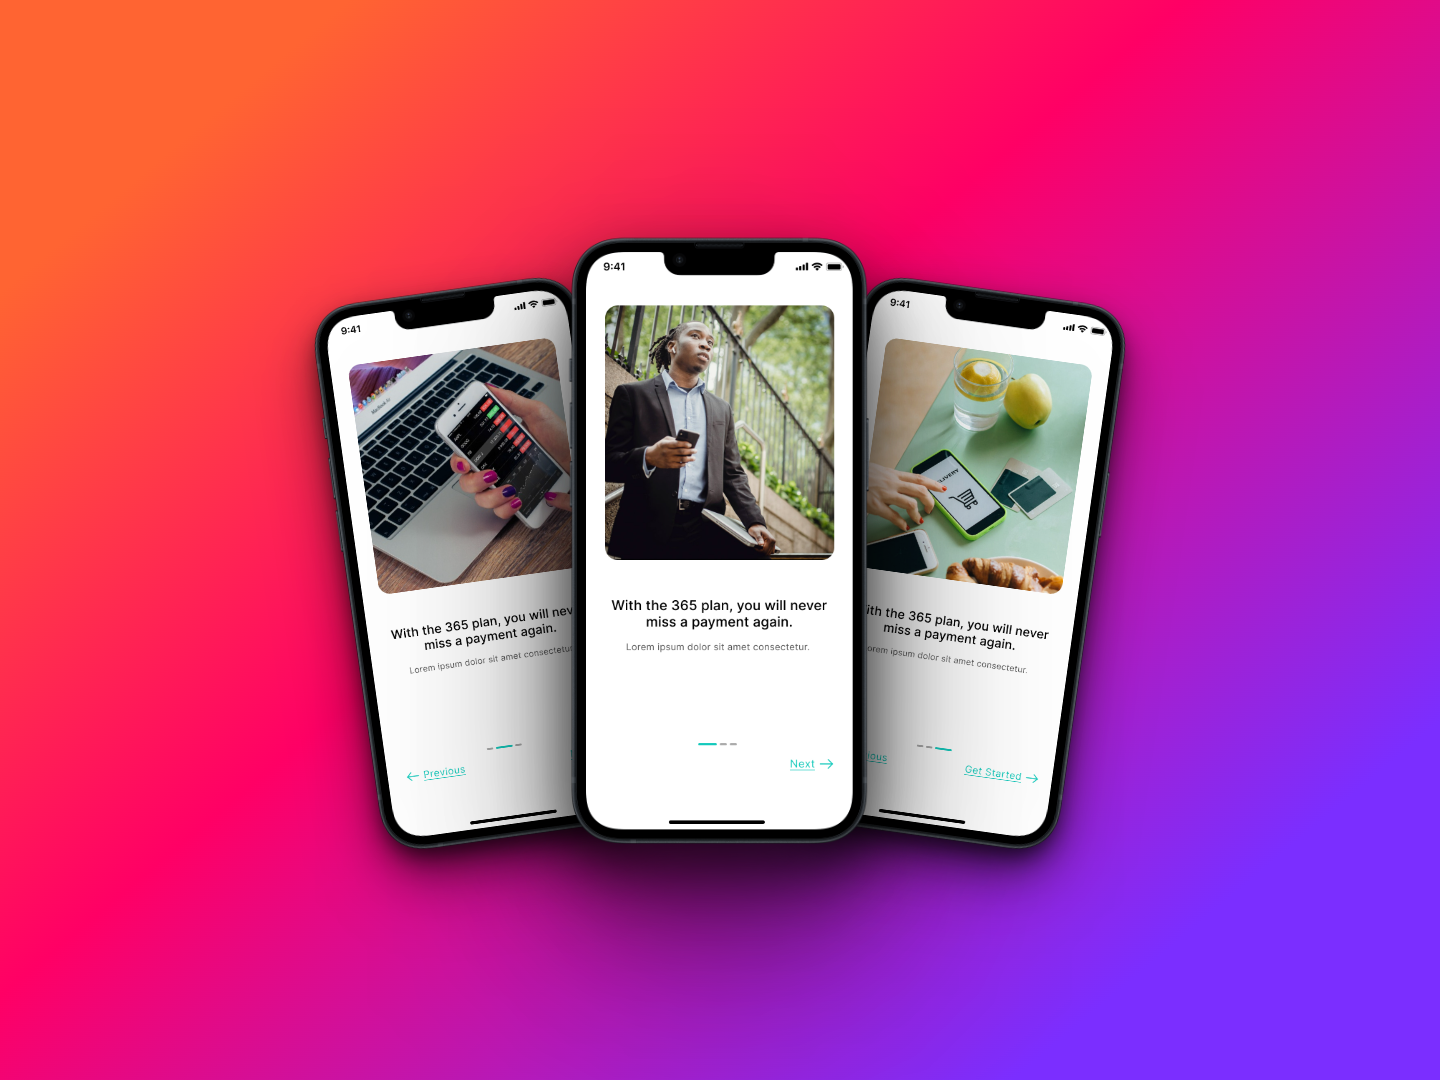 9:41
MacBook Air
With the 365 plan, you will nev
miss a payment again.
Lorem ipsum dolor sit amet consectetu
Previous
9:41
With the 365 plan, you will never
miss a payment again.
Lorem ipsum dolor sit amet consectetur.
Next
9:41
DELIVERY
ith the 365 plan, you will never
miss a payment again.
orem ipsum dolor sit amet consectetur.
ious
Get Started